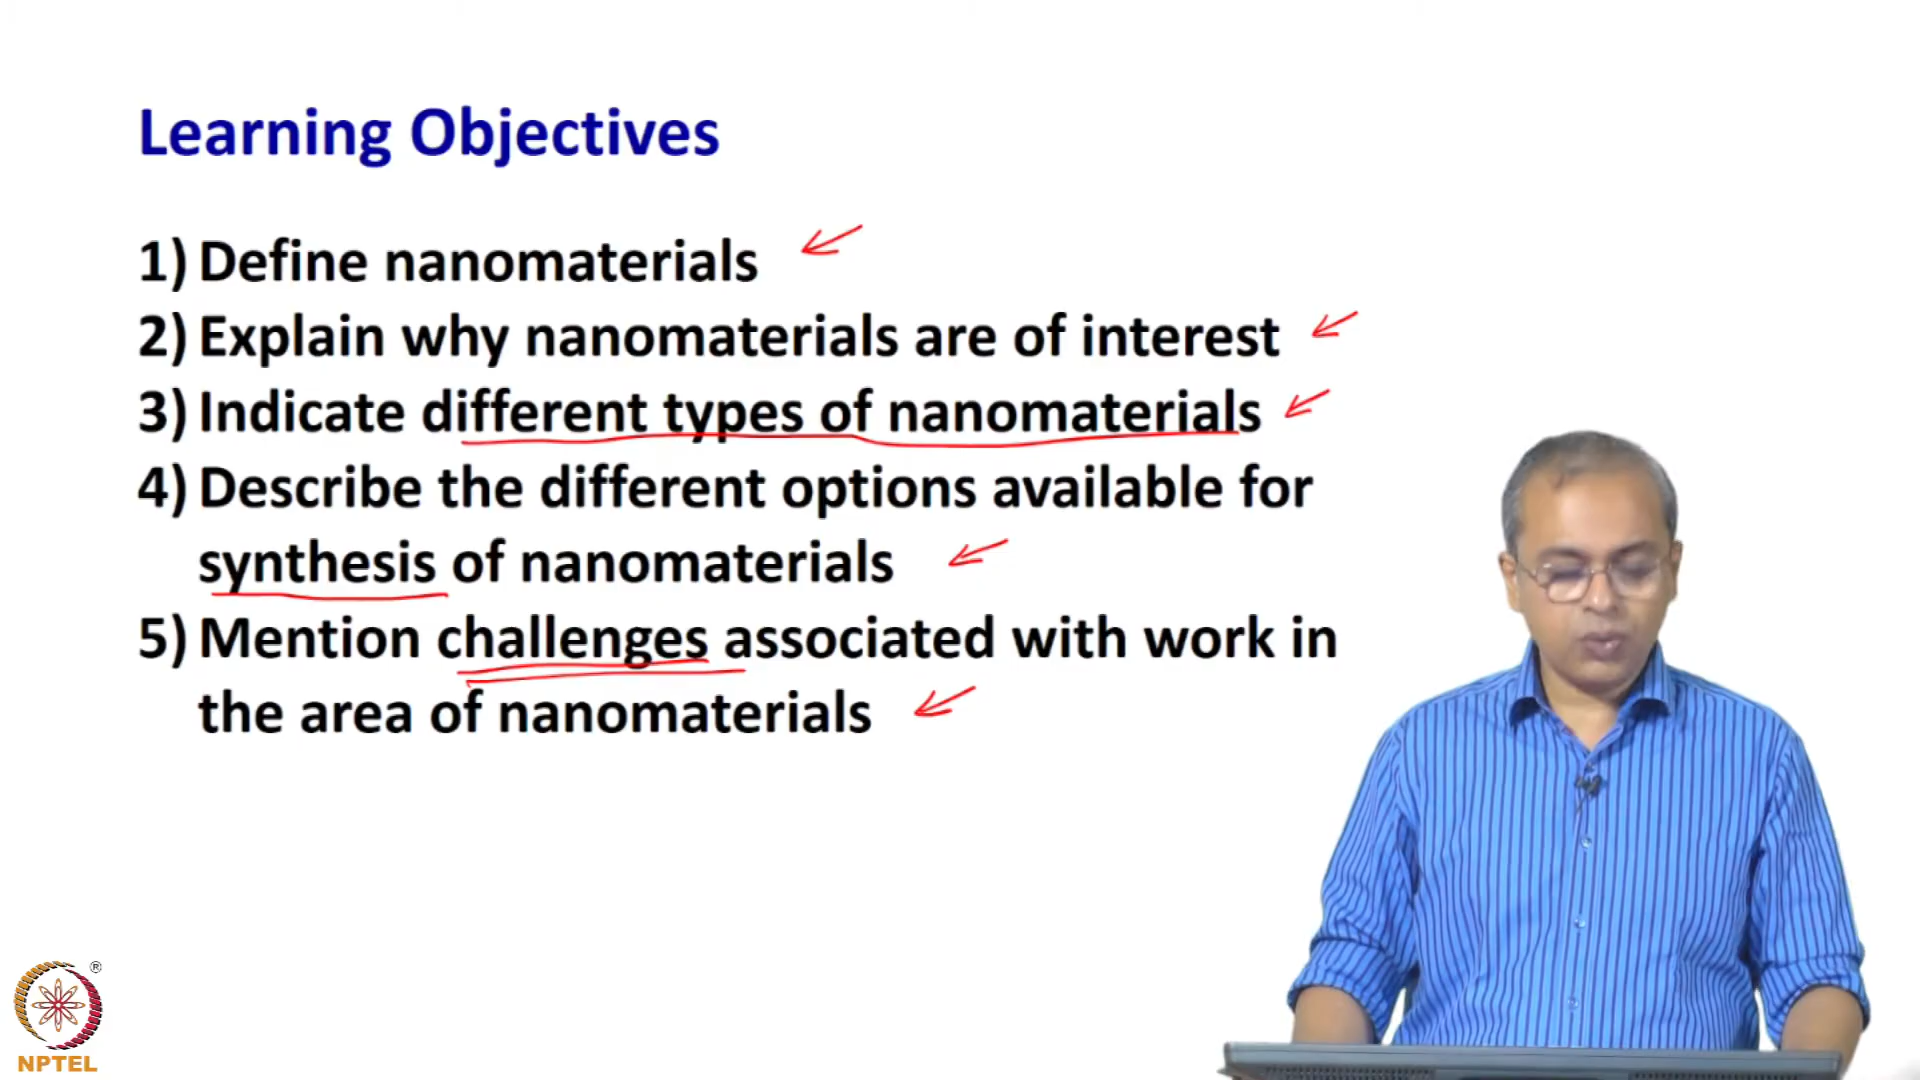 Learning Objectives
1) Define nanomaterials
2) Explain why nanomaterials are of interest
3) Indicate different types of nanomaterials
4) Describe the different options available for
synthesis of nanomaterials
5) Mention challenges associated with work in
the area of nanomaterials
®
NPTEL